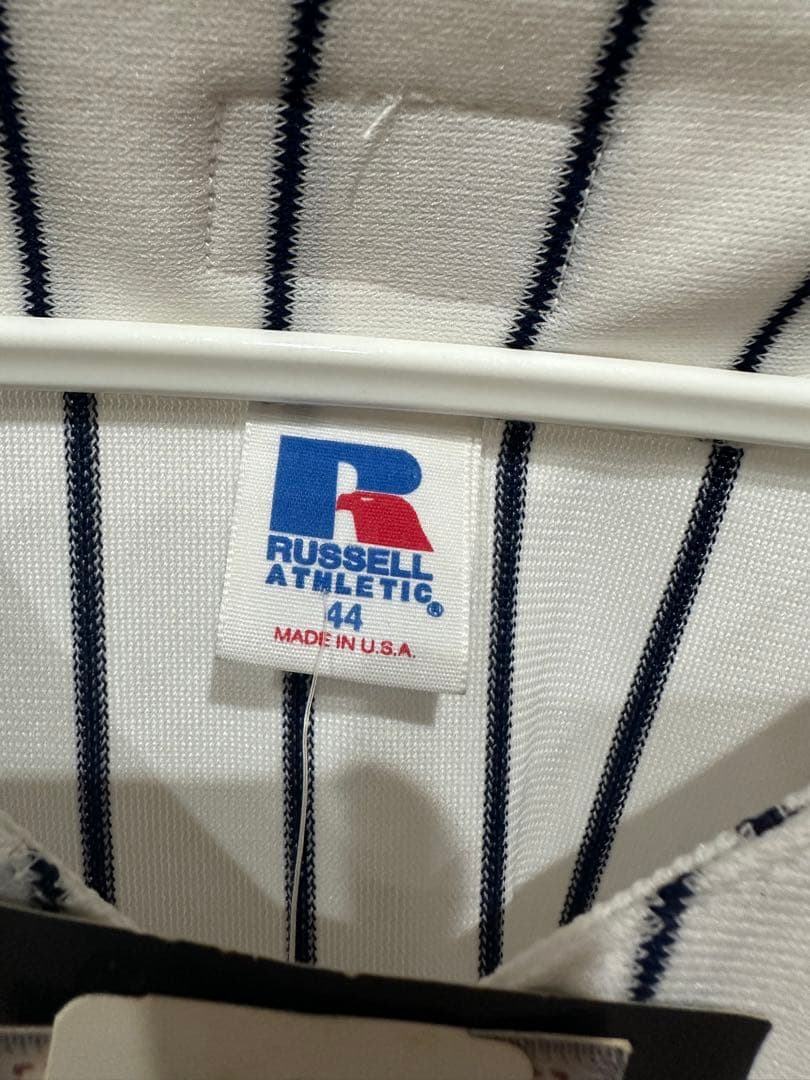 R
RUSSELL
ATHLETIC®
44
MADE IN U.S.A.